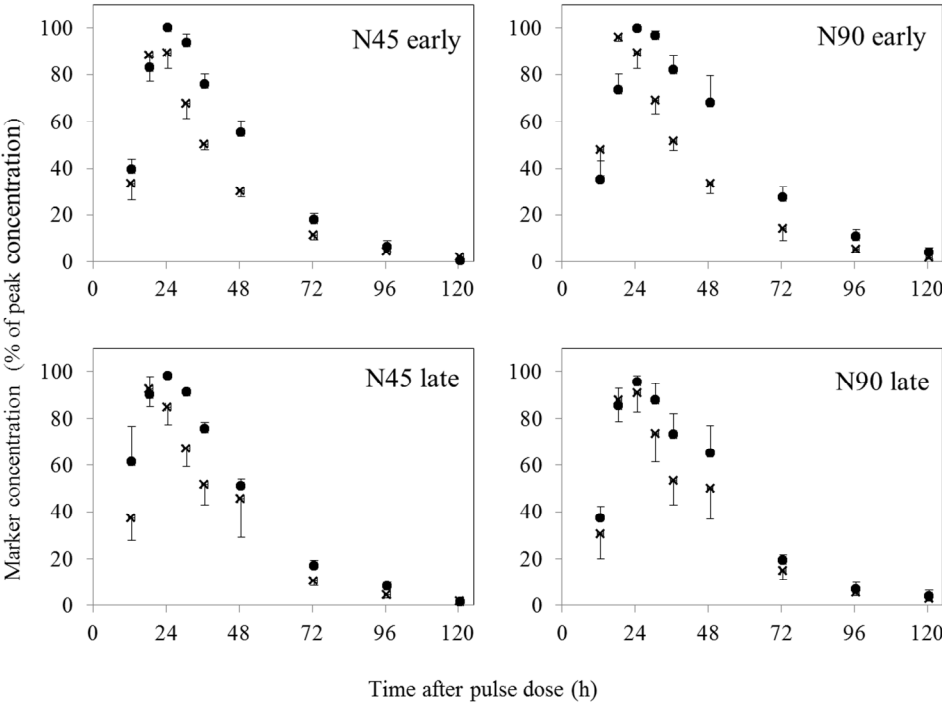 Marker concentration (% of peak concentration)
N45 early
100
80
60
40
20
0
0 24 48 72 96 120
N90 early
100
80
60
40
20
0
0 24 48 72 96 120
N45 late
100
80
60
40
20
0
0 24 48 72 96 120
N90 late
100
80
60
40
20
0
0 24 48 72 96 120
Time after pulse dose (h)